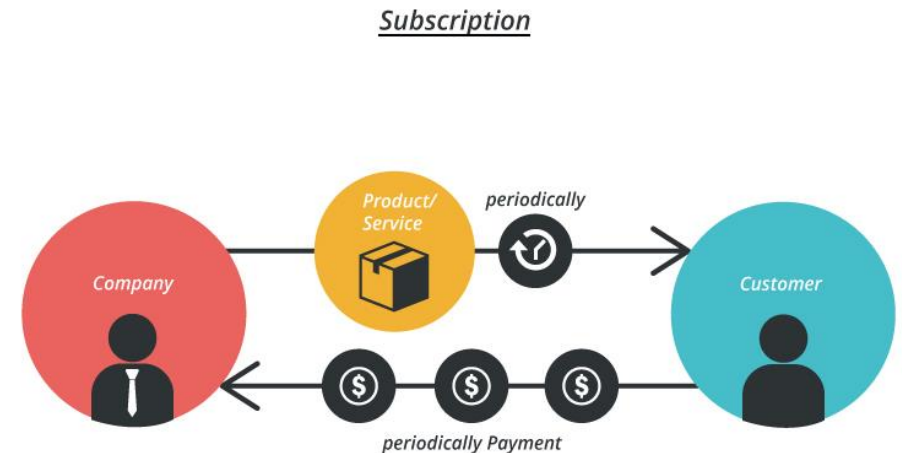 Subscription
Product/
Service
periodically
Company
Customer
$ $ $
periodically Payment